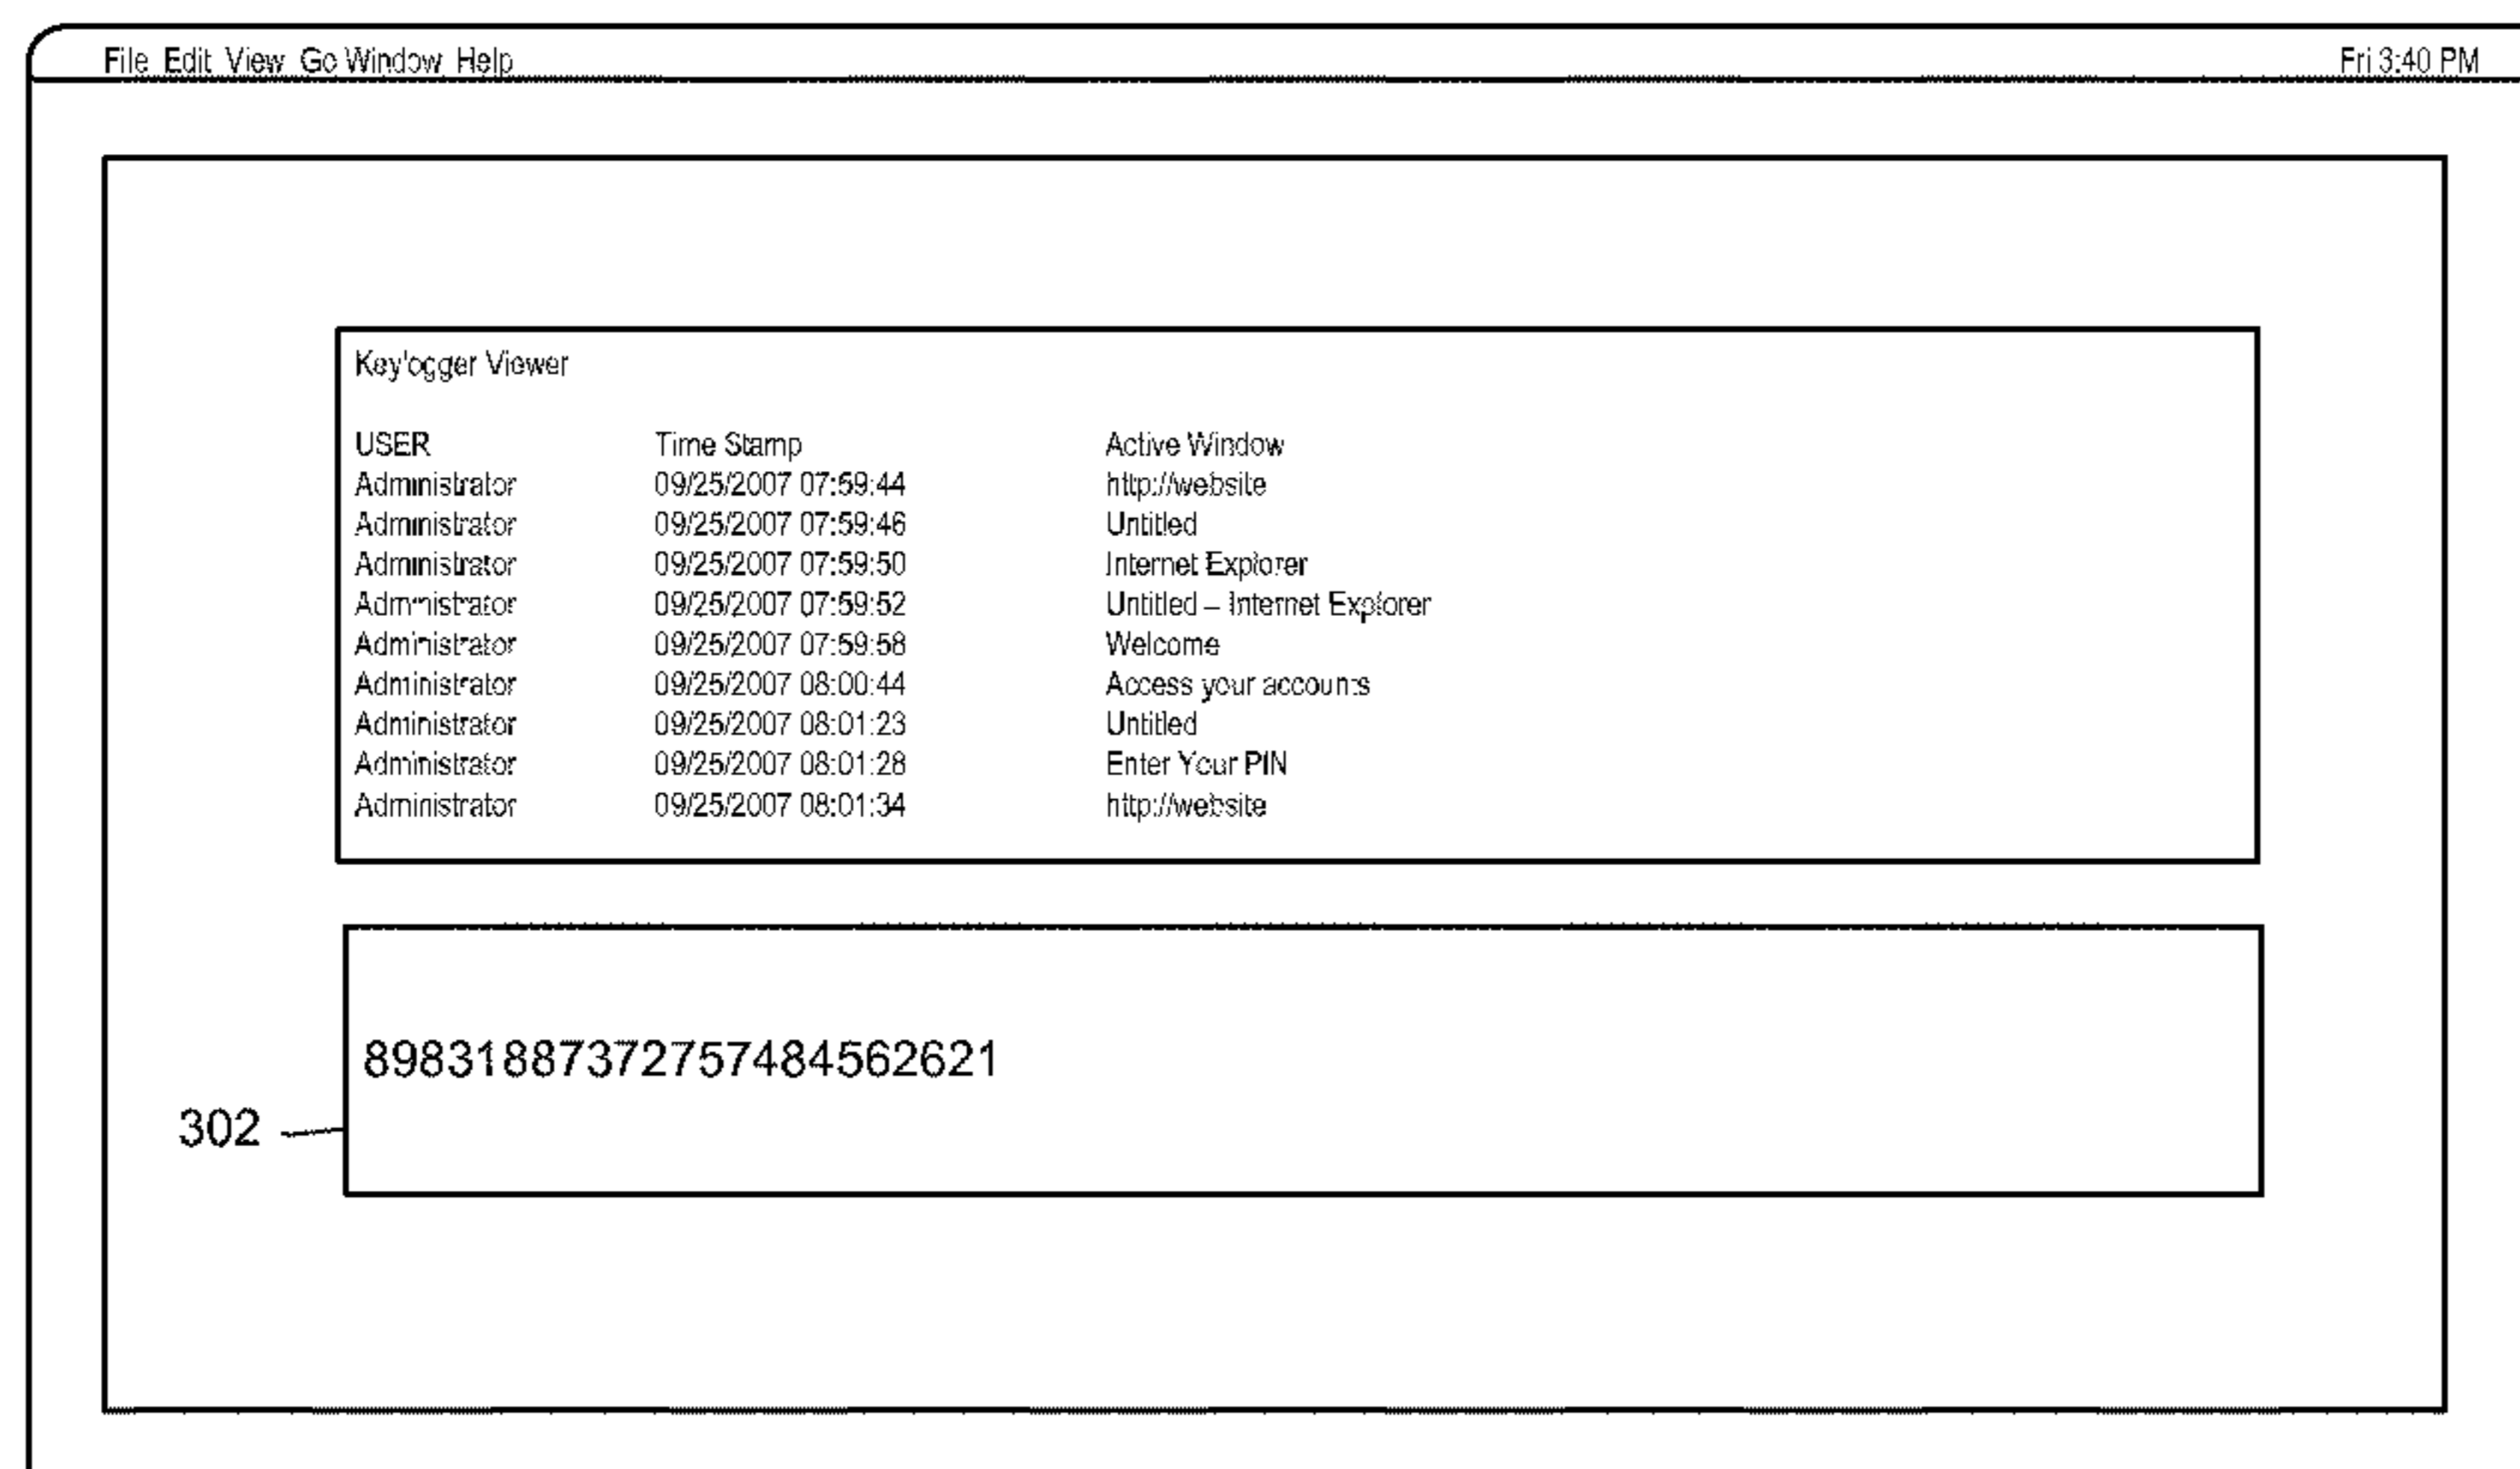 File Edit View Go Window Help Fri 3:40 PM
Keylogger Viewer
USER Time Stamp Active Window
Administrator 09/25/2007 07:59:44 http://website
Administrator 09/25/2007 07:59:46 Untitled
Administrator 09/25/2007 07:59:50 Internet Explorer
Administrator 09/25/2007 07:59:52 Untitled – Internet Explorer
Administrator 09/25/2007 07:59:58 Welcome
Administrator 09/25/2007 08:00:44 Access your accounts
Administrator 09/25/2007 08:01:23 Untitled
Administrator 09/25/2007 08:01:28 Enter Your PIN
Administrator 09/25/2007 08:01:34 http://website
8983188737275748​4562621
302